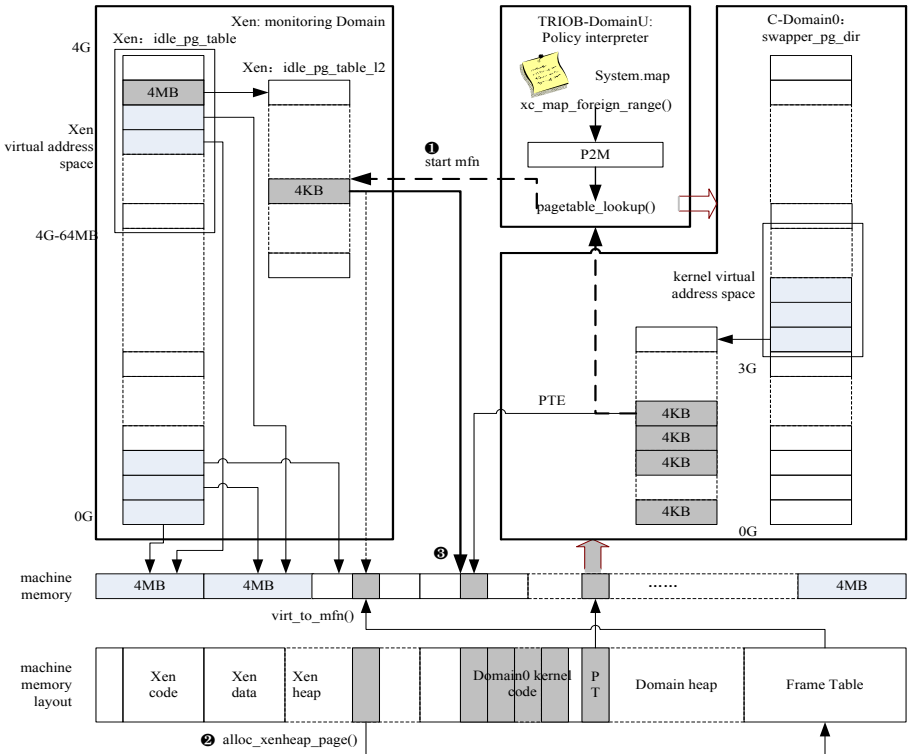 Xen: monitoring Domain
TRIOB-DomainU:
Policy interpreter
C-Domain0：
swapper_pg_dir
4G
Xen：idle_pg_table
Xen：idle_pg_table_l2
System.map
xc_map_foreign_range()
4MB
Xen
virtual address
space
❶
start mfn
P2M
4KB
pagetable_lookup()
4G-64MB
kernel virtual
address space
3G
PTE
4KB
4KB
4KB
4KB
0G
0G
❸
machine
memory
4MB
4MB
……
4MB
virt_to_mfn()
machine
memory
layout
Xen
code
Xen
data
Xen
heap
Domain0 kernel
code
P
T
Domain heap
Frame Table
❷ alloc_xenheap_page()